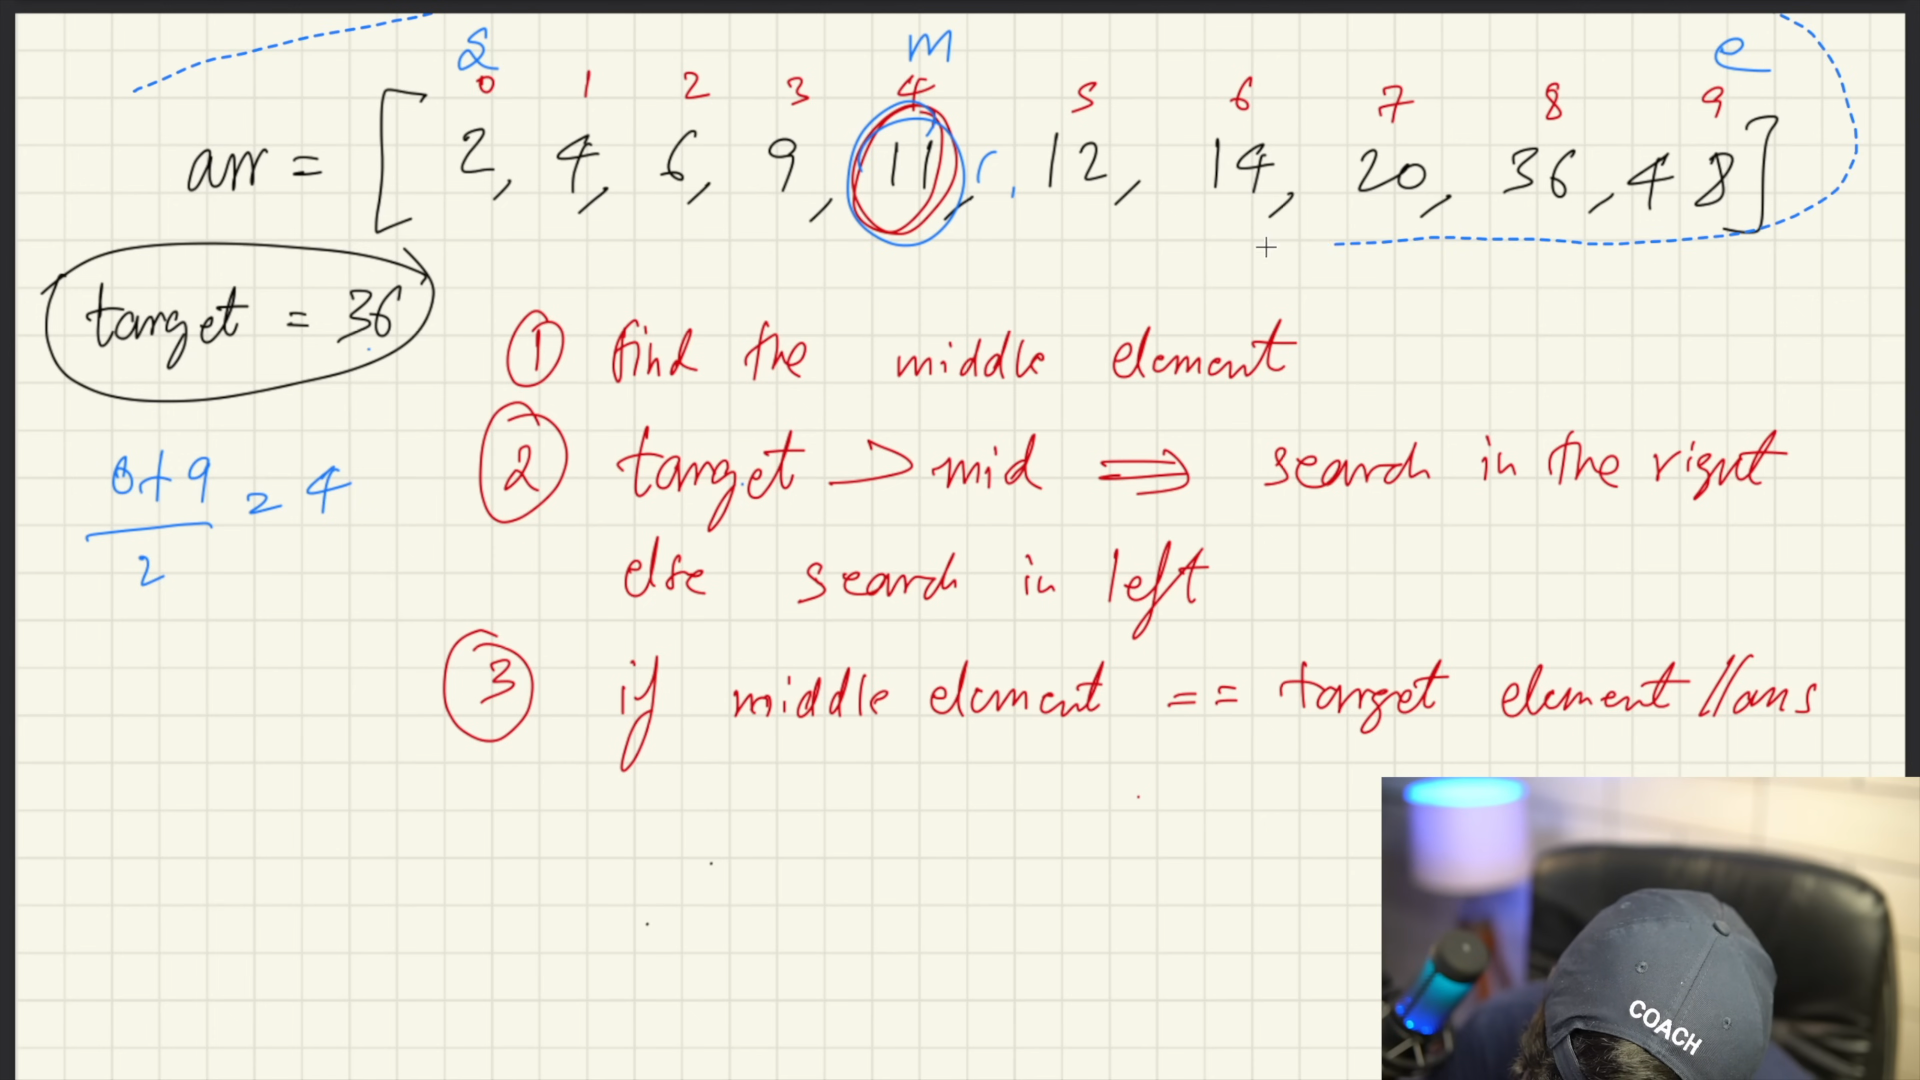 S m e
0 1 2 3 4 5 6 7 8 9
arr = [2, 4, 6, 9, 11, 12, 14, 20, 36, 48]
target = 36
① find the middle element
② target > mid ⇒ search in the right
0+9 = 4
2
else search in left
③ if middle element == target element //ans
COACH